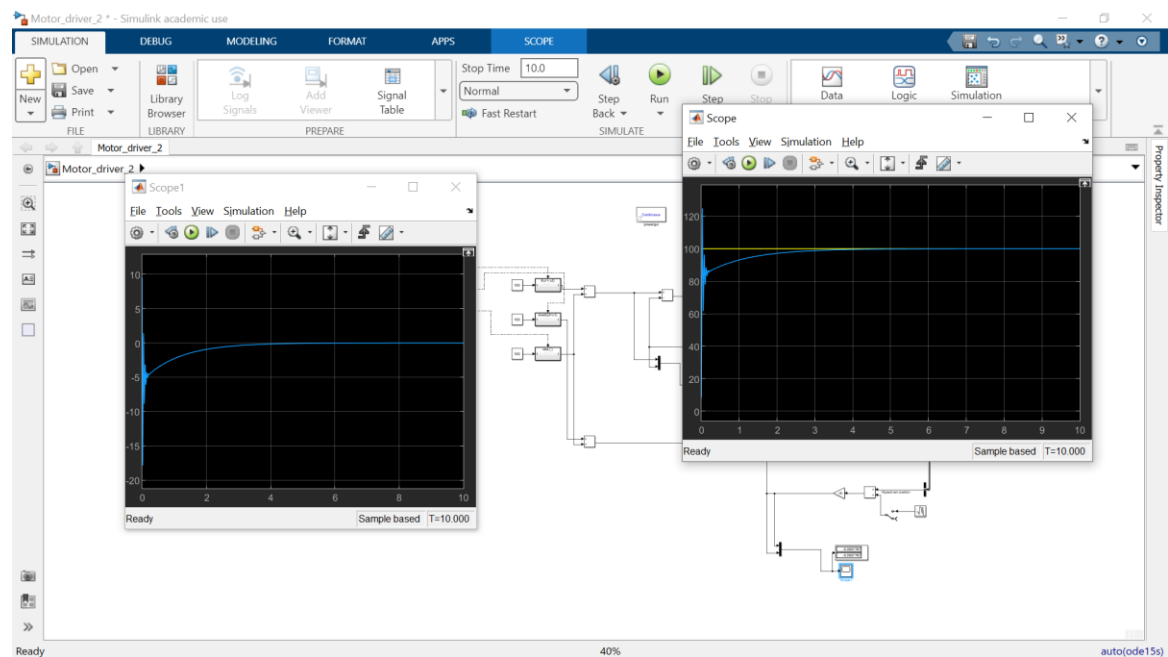 Motor_driver_2 * - Simulink academic use
SIMULATION DEBUG MODELING FORMAT APPS SCOPE
New
Open
Save
Print
FILE
Library
Browser
LIBRARY
Log
Signals
Add
Viewer
Signal
Table
PREPARE
Stop Time 10.0
Normal
Fast Restart
Step
Back
Run
Step
Stop
SIMULATE
Data
Logic
Simulation
Motor_driver_2
Motor_driver_2
Property Inspector
Scope1
File Tools View Simulation Help
10
5
0
-5
-10
-15
-20
0 2 4 6 8 10
Ready Sample based T=10.000
Scope
File Tools View Simulation Help
120
100
80
60
40
20
0
0 1 2 3 4 5 6 7 8 9 10
Ready Sample based T=10.000
Continuous
Ready 40% auto(ode15s)